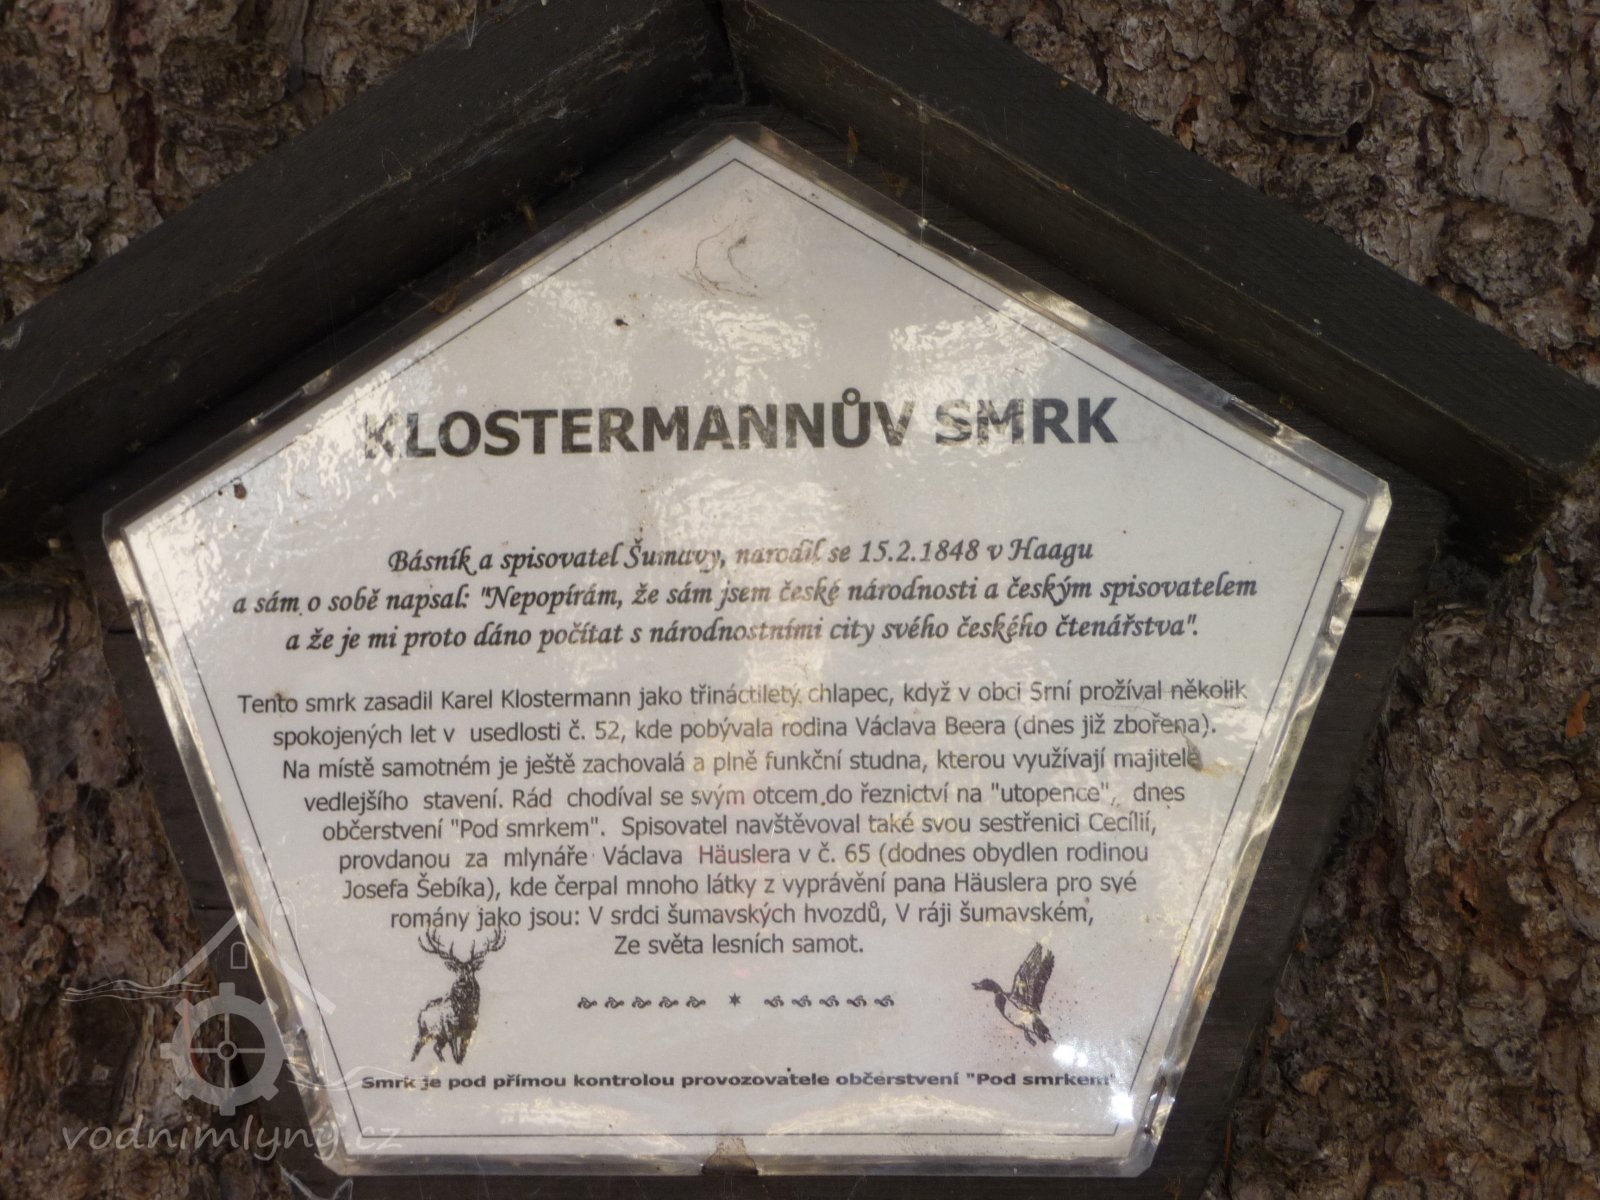 KLOSTERMANNŮV SMRK
Básník a spisovatel Šumavy, narodil se 15.2.1848 v Haagu
a sám o sobě napsal: "Nepopírám, že sám jsem české národnosti a českým spisovatelem
a že je mi proto dáno počítat s národnostními city svého českého čtenářstva".
Tento smrk zasadil Karel Klostermann jako třináctiletý chlapec, když v obci Srní prožíval několik
spokojených let v usedlosti č. 52, kde pobývala rodina Václava Beera (dnes již zbořena).
Na místě samotném je ještě zachovalá a plně funkční studna, kterou využívají majitelé
vedlejšího stavení. Rád chodíval se svým otcem do řeznictví na "utopence", dnes
občerstvení "Pod smrkem". Spisovatel navštěvoval také svou sestřenici Cecílií,
provdanou za mlynáře Václava Häuslera v č. 65 (dodnes obydlen rodinou
Josefa Šebíka), kde čerpal mnoho látky z vyprávění pana Häuslera pro své
romány jako jsou: V srdci šumavských hvozdů, V ráji šumavském,
Ze světa lesních samot.
Smrk je pod přímou kontrolou provozovatele občerstvení "Pod smrkem"
vodnimlyny.cz